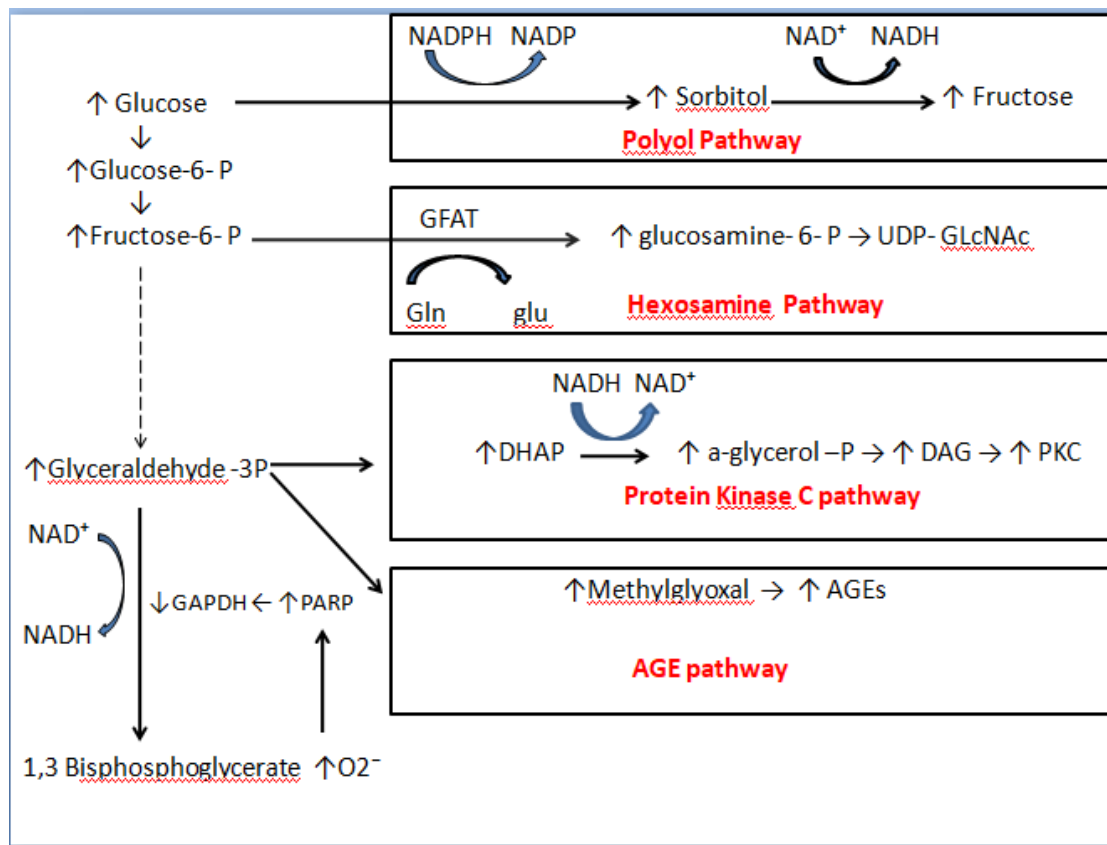 NADPH NADP
NAD⁺ NADH
↑ Glucose → ↑ Sorbitol → ↑ Fructose
Polyol Pathway
↓
↑Glucose-6- P
↓
↑Fructose-6- P
GFAT
→ ↑ glucosamine- 6- P → UDP- GLcNAc
Gln glu
Hexosamine Pathway
NADH NAD⁺
↑DHAP → ↑ a-glycerol –P → ↑ DAG → ↑ PKC
Protein Kinase C pathway
↑Glyceraldehyde -3P
NAD⁺
NADH
↓GAPDH ← ↑PARP
↑Methylglyoxal → ↑ AGEs
AGE pathway
1,3 Bisphosphoglycerate ↑O2⁻